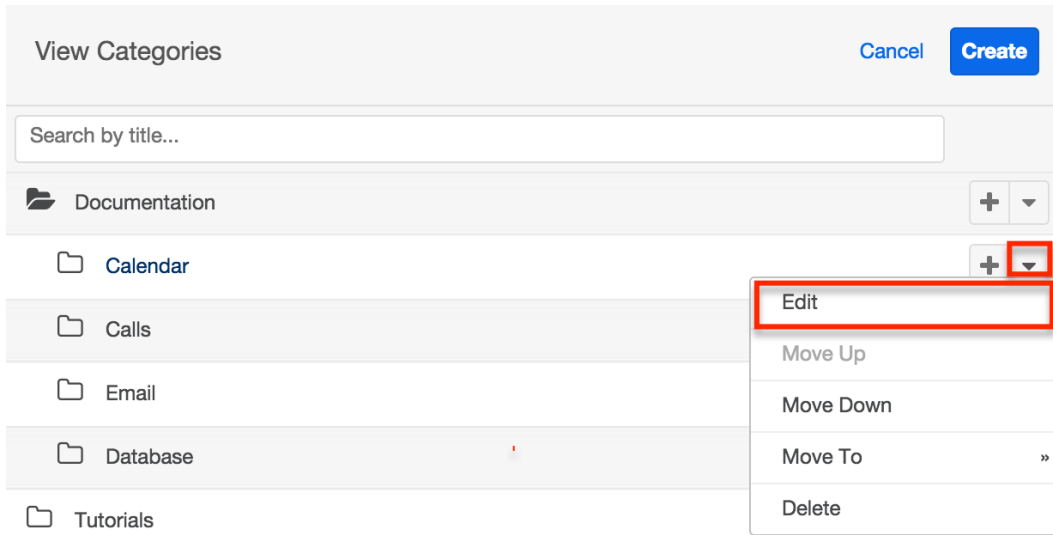 View Categories
Cancel
Create
Search by title...
Documentation
Calendar
Calls
Email
Database
Tutorials
Edit
Move Up
Move Down
Move To »
Delete